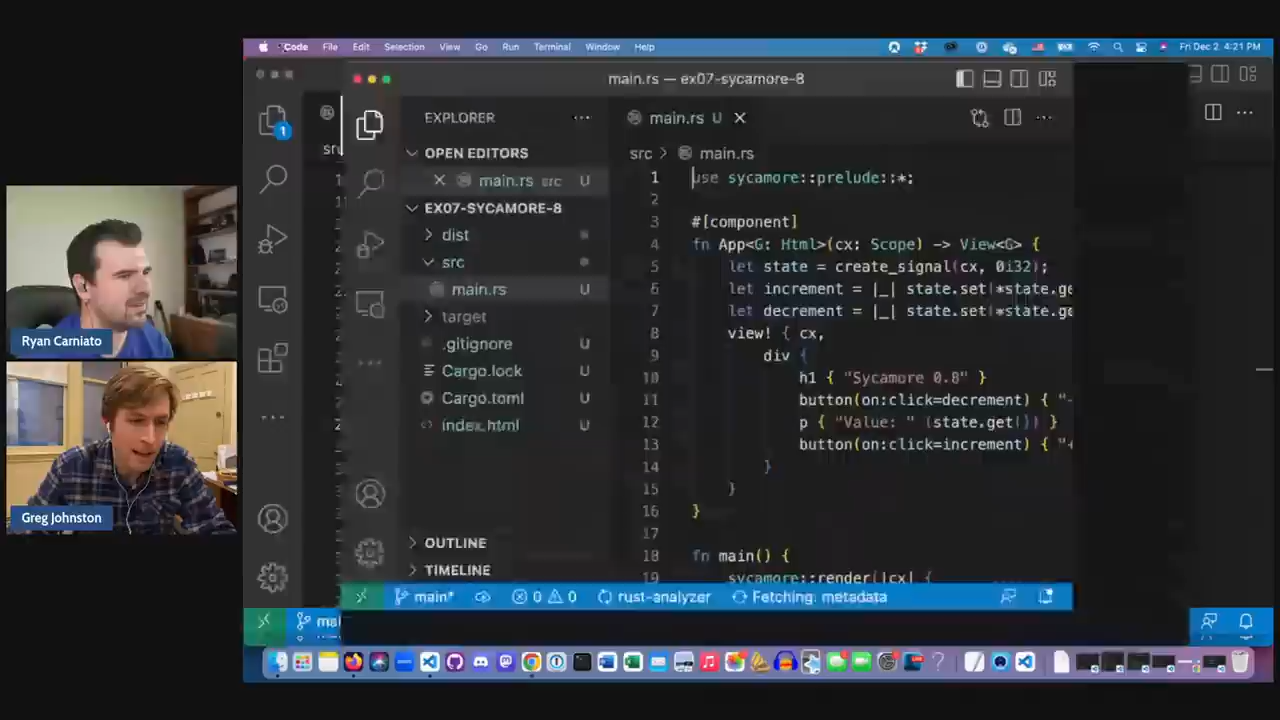 Code File Edit Selection View Go Run Terminal Window Help Fri Dec 2 4:21 PM
main.rs — ex07-sycamore-8
1
EXPLORER
main.rs U
OPEN EDITORS
main.rs src U
src > main.rs
EX07-SYCAMORE-8
dist
src
main.rs U
target
.gitignore U
Cargo.lock U
Cargo.toml U
index.html U
OUTLINE
TIMELINE
1 use sycamore::prelude::*;
2
3 #[component]
4 fn App<G: Html>(cx: Scope) -> View<G> {
5 let state = create_signal(cx, 0i32);
6 let increment = |_| state.set(*state.ge
7 let decrement = |_| state.set(*state.ge
8 view! { cx,
9 div {
10 h1 { "Sycamore 0.8" }
11 button(on:click=decrement) { "-
12 p { "Value: " (state.get()) }
13 button(on:click=increment) { "+
14 }
15 }
16 }
17
18 fn main() {
19 sycamore::render(|cx| {
main* 0 0 rust-analyzer Fetching: metadata
Ryan Carniato
Greg Johnston